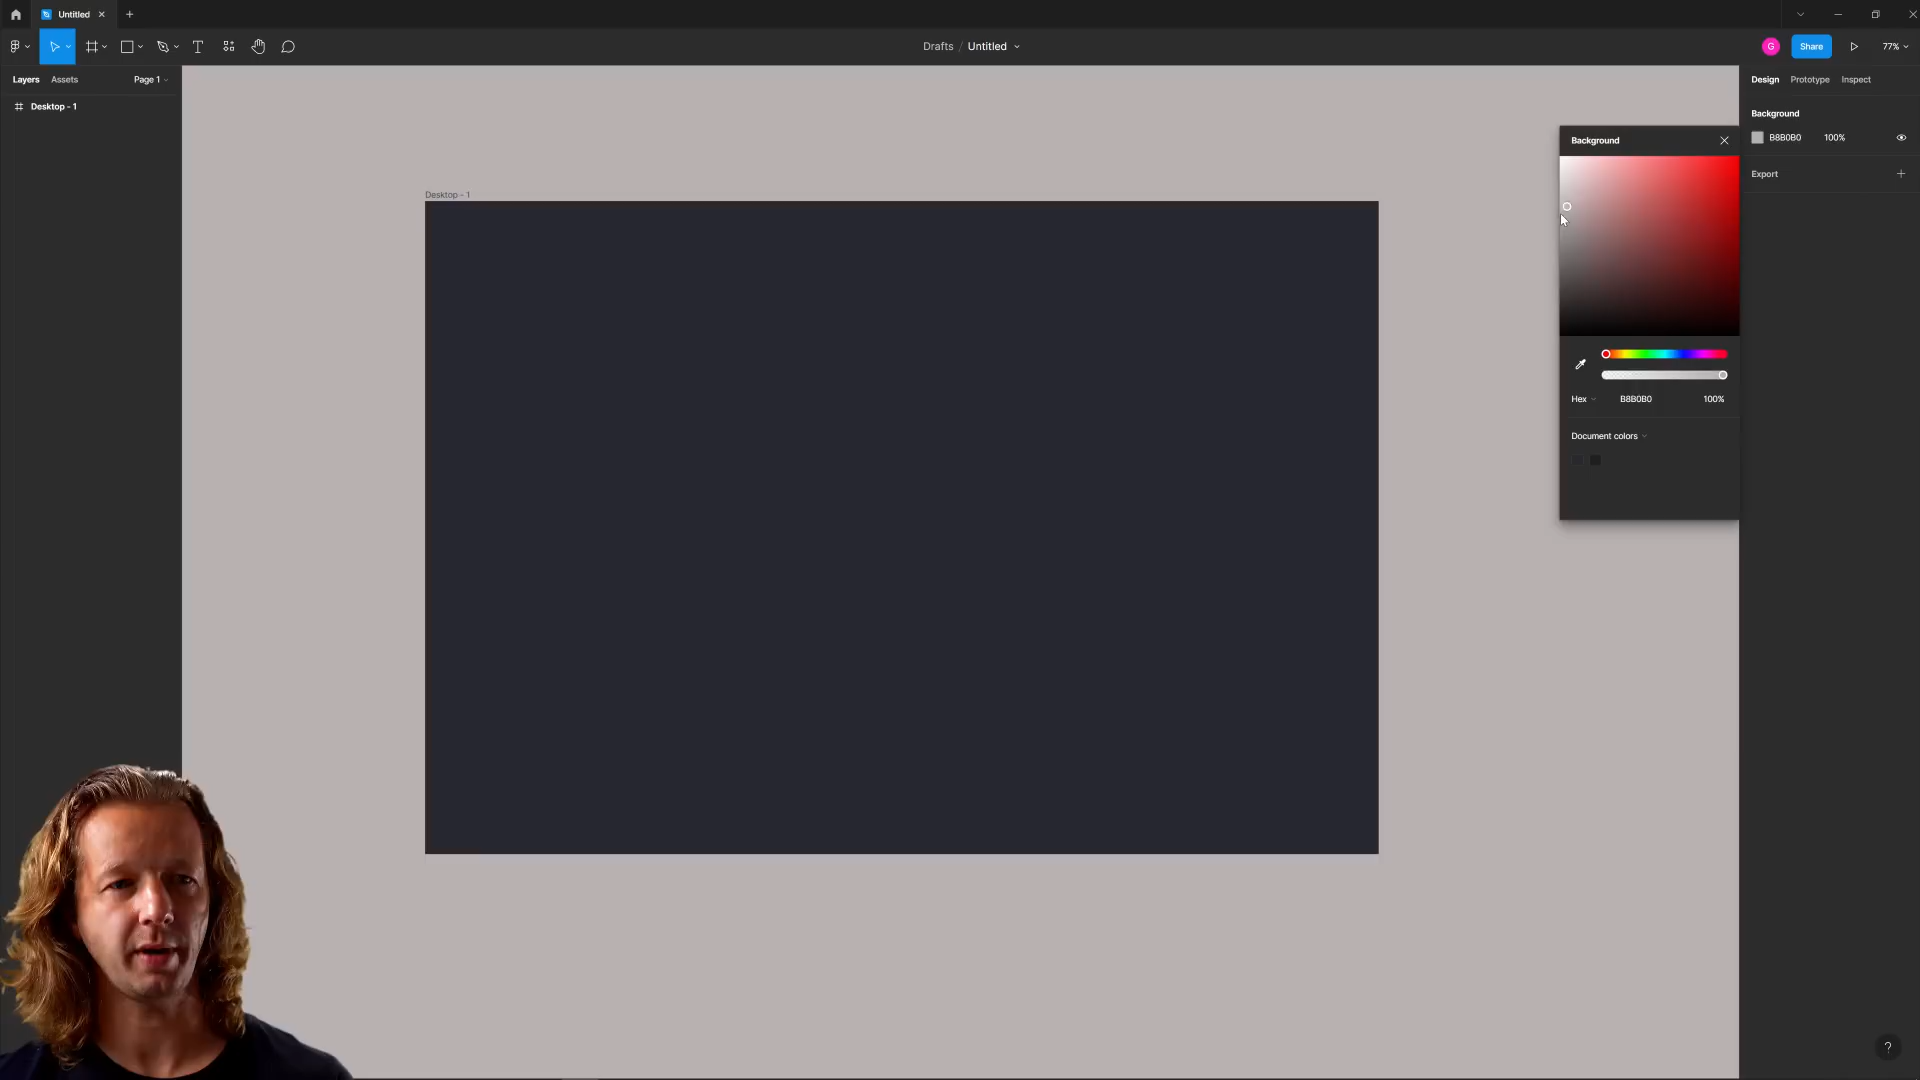 Untitled
Drafts / Untitled
G
Share
77%
Layers
Assets
Page 1
Design
Prototype
Inspect
Desktop - 1
Background
B8B0B0
100%
Export
Background
Desktop - 1
Hex
B8B0B0
100%
Document colors
?